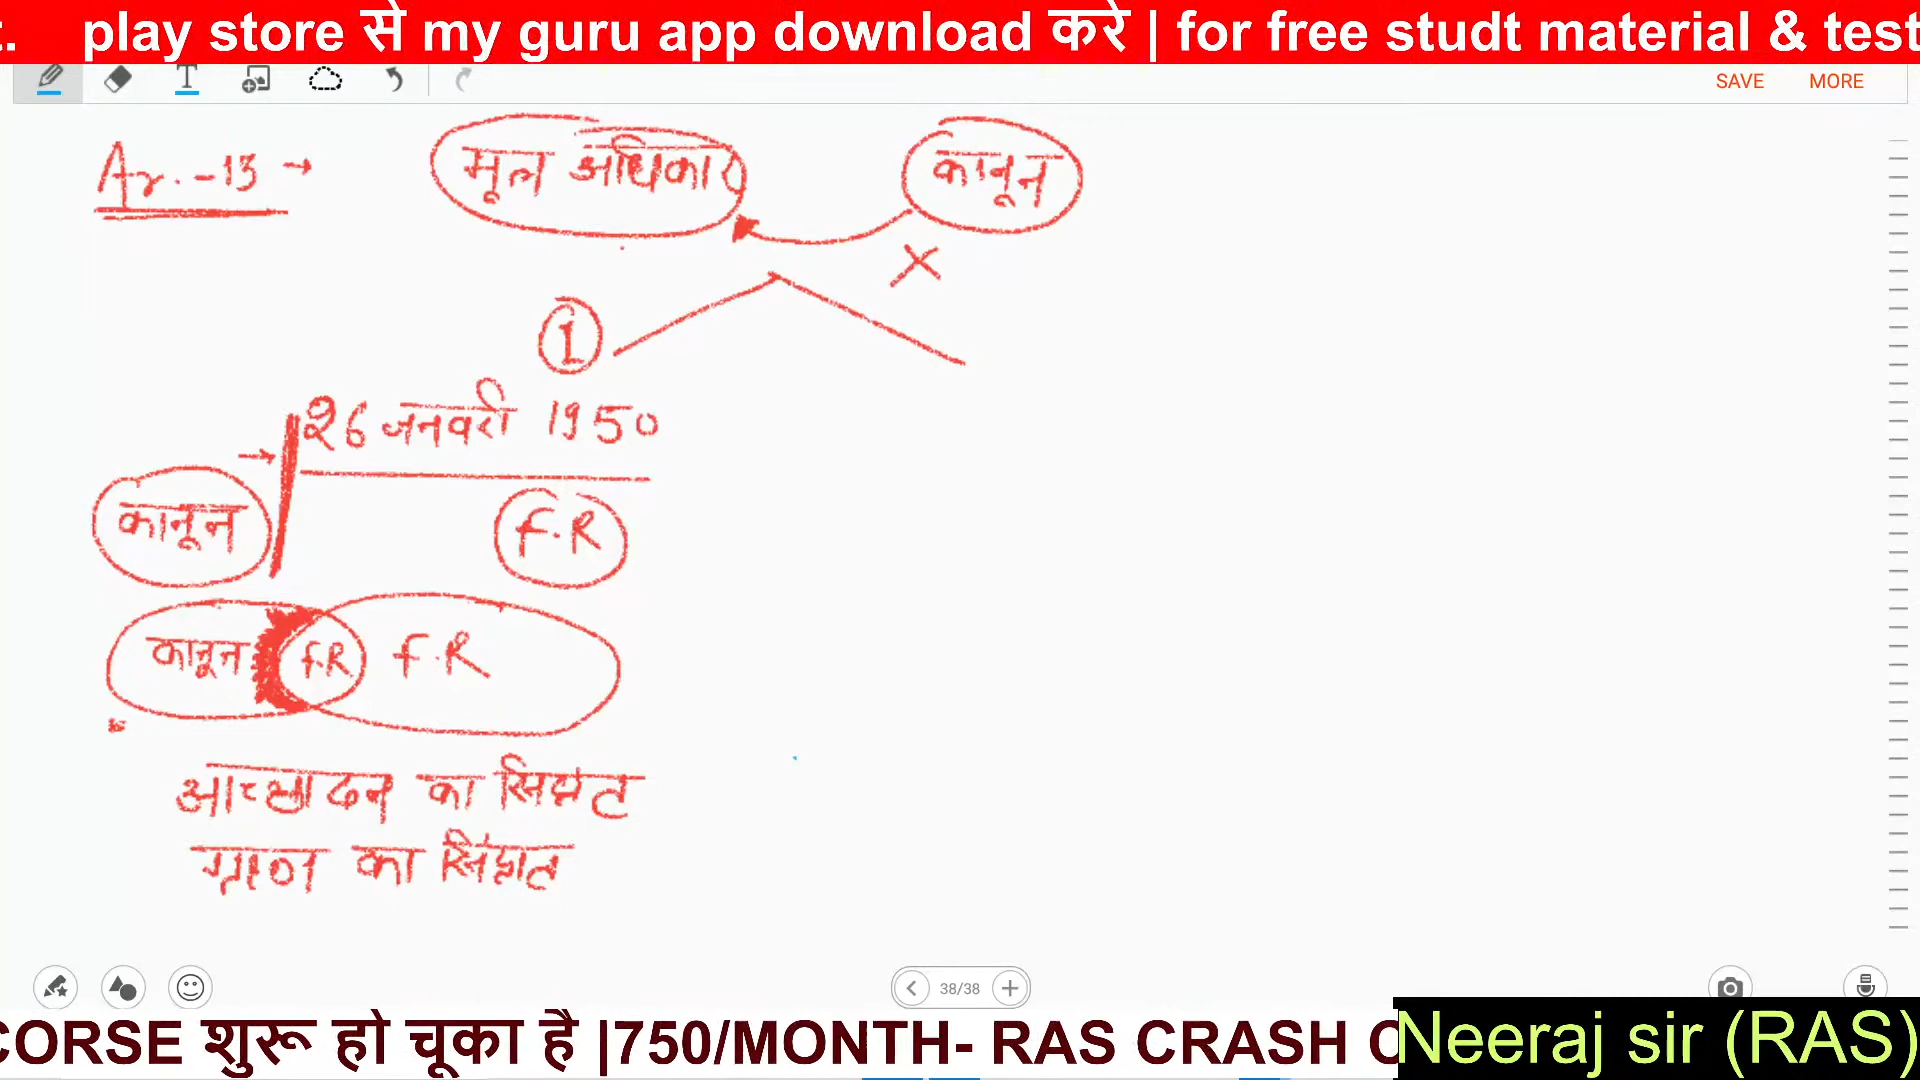 t. play store से my guru app download करे | for free studt material & test
SAVE MORE
Ar.-13 → मूल अधिकार कानून
X
1
→ 26 जनवरी 1950
कानून F.R
कानून F.R F.R
आच्छादन का सिद्धांत
ग्रहण का सिद्धांत
38/38
CORSE शुरू हो चूका है |750/MONTH- RAS CRASH C
Neeraj sir (RAS)